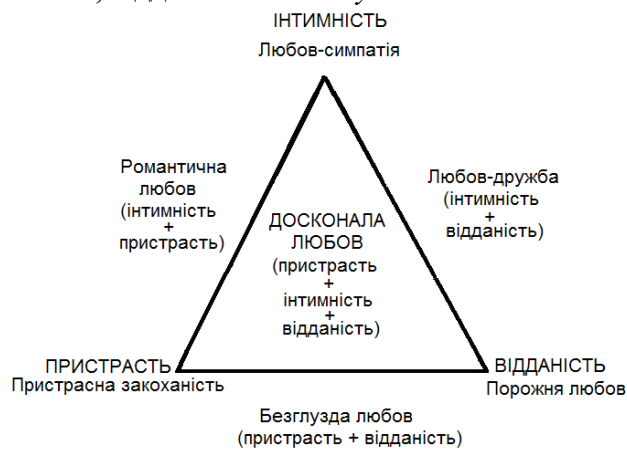 ІНТИМНІСТЬ
Любов-симпатія
Романтична
любов
(інтимність
+
пристрасть)
Любов-дружба
(інтимність
+
відданість)
ДОСКОНАЛА
ЛЮБОВ
(пристрасть
+
інтимність
+
відданість)
ПРИСТРАСТЬ
Пристрасна закоханість
ВІДДАНІСТЬ
Порожня любов
Безглузда любов
(пристрасть + відданість)